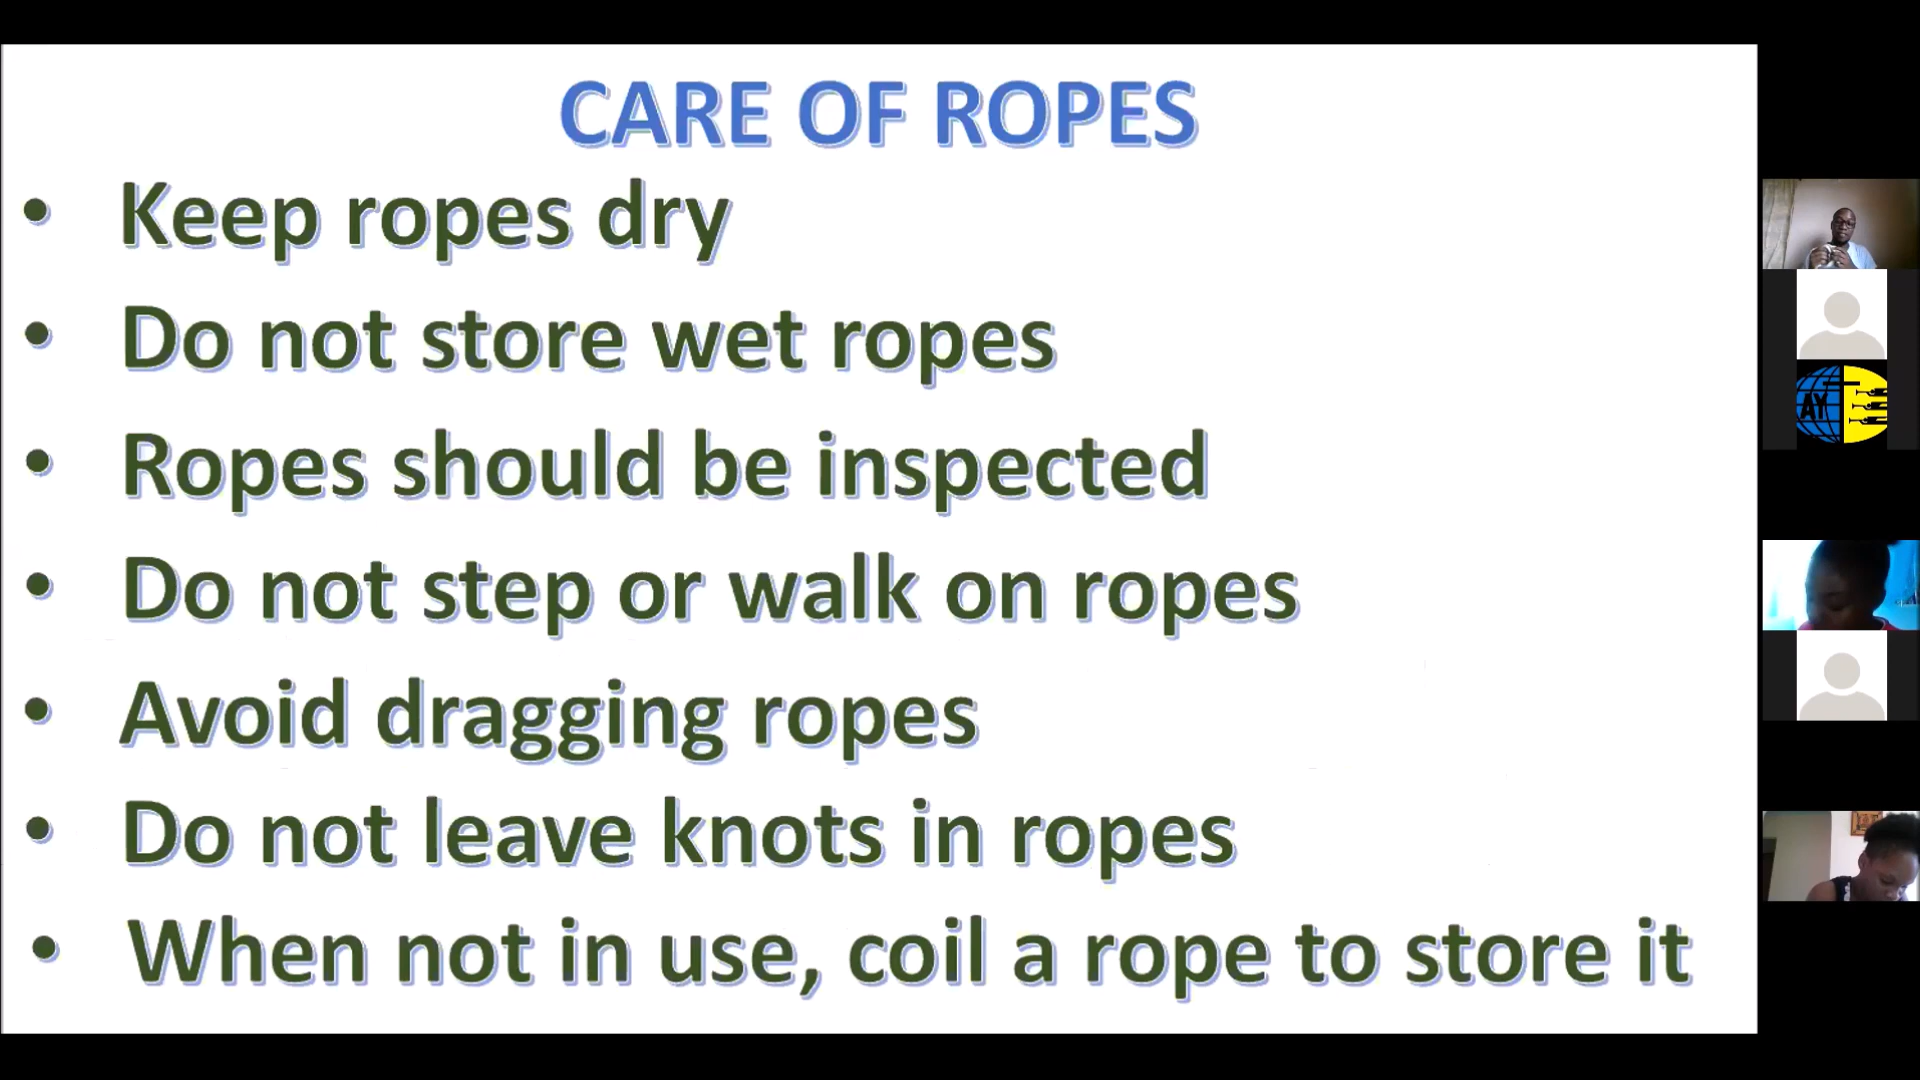 CARE OF ROPES
• Keep ropes dry
• Do not store wet ropes
• Ropes should be inspected
• Do not step or walk on ropes
• Avoid dragging ropes
• Do not leave knots in ropes
• When not in use, coil a rope to store it
AY